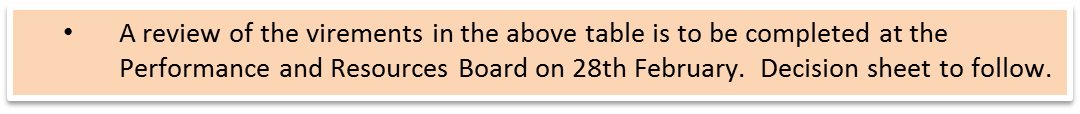 • A review of the virements in the above table is to be completed at the
Performance and Resources Board on 28th February.  Decision sheet to follow.